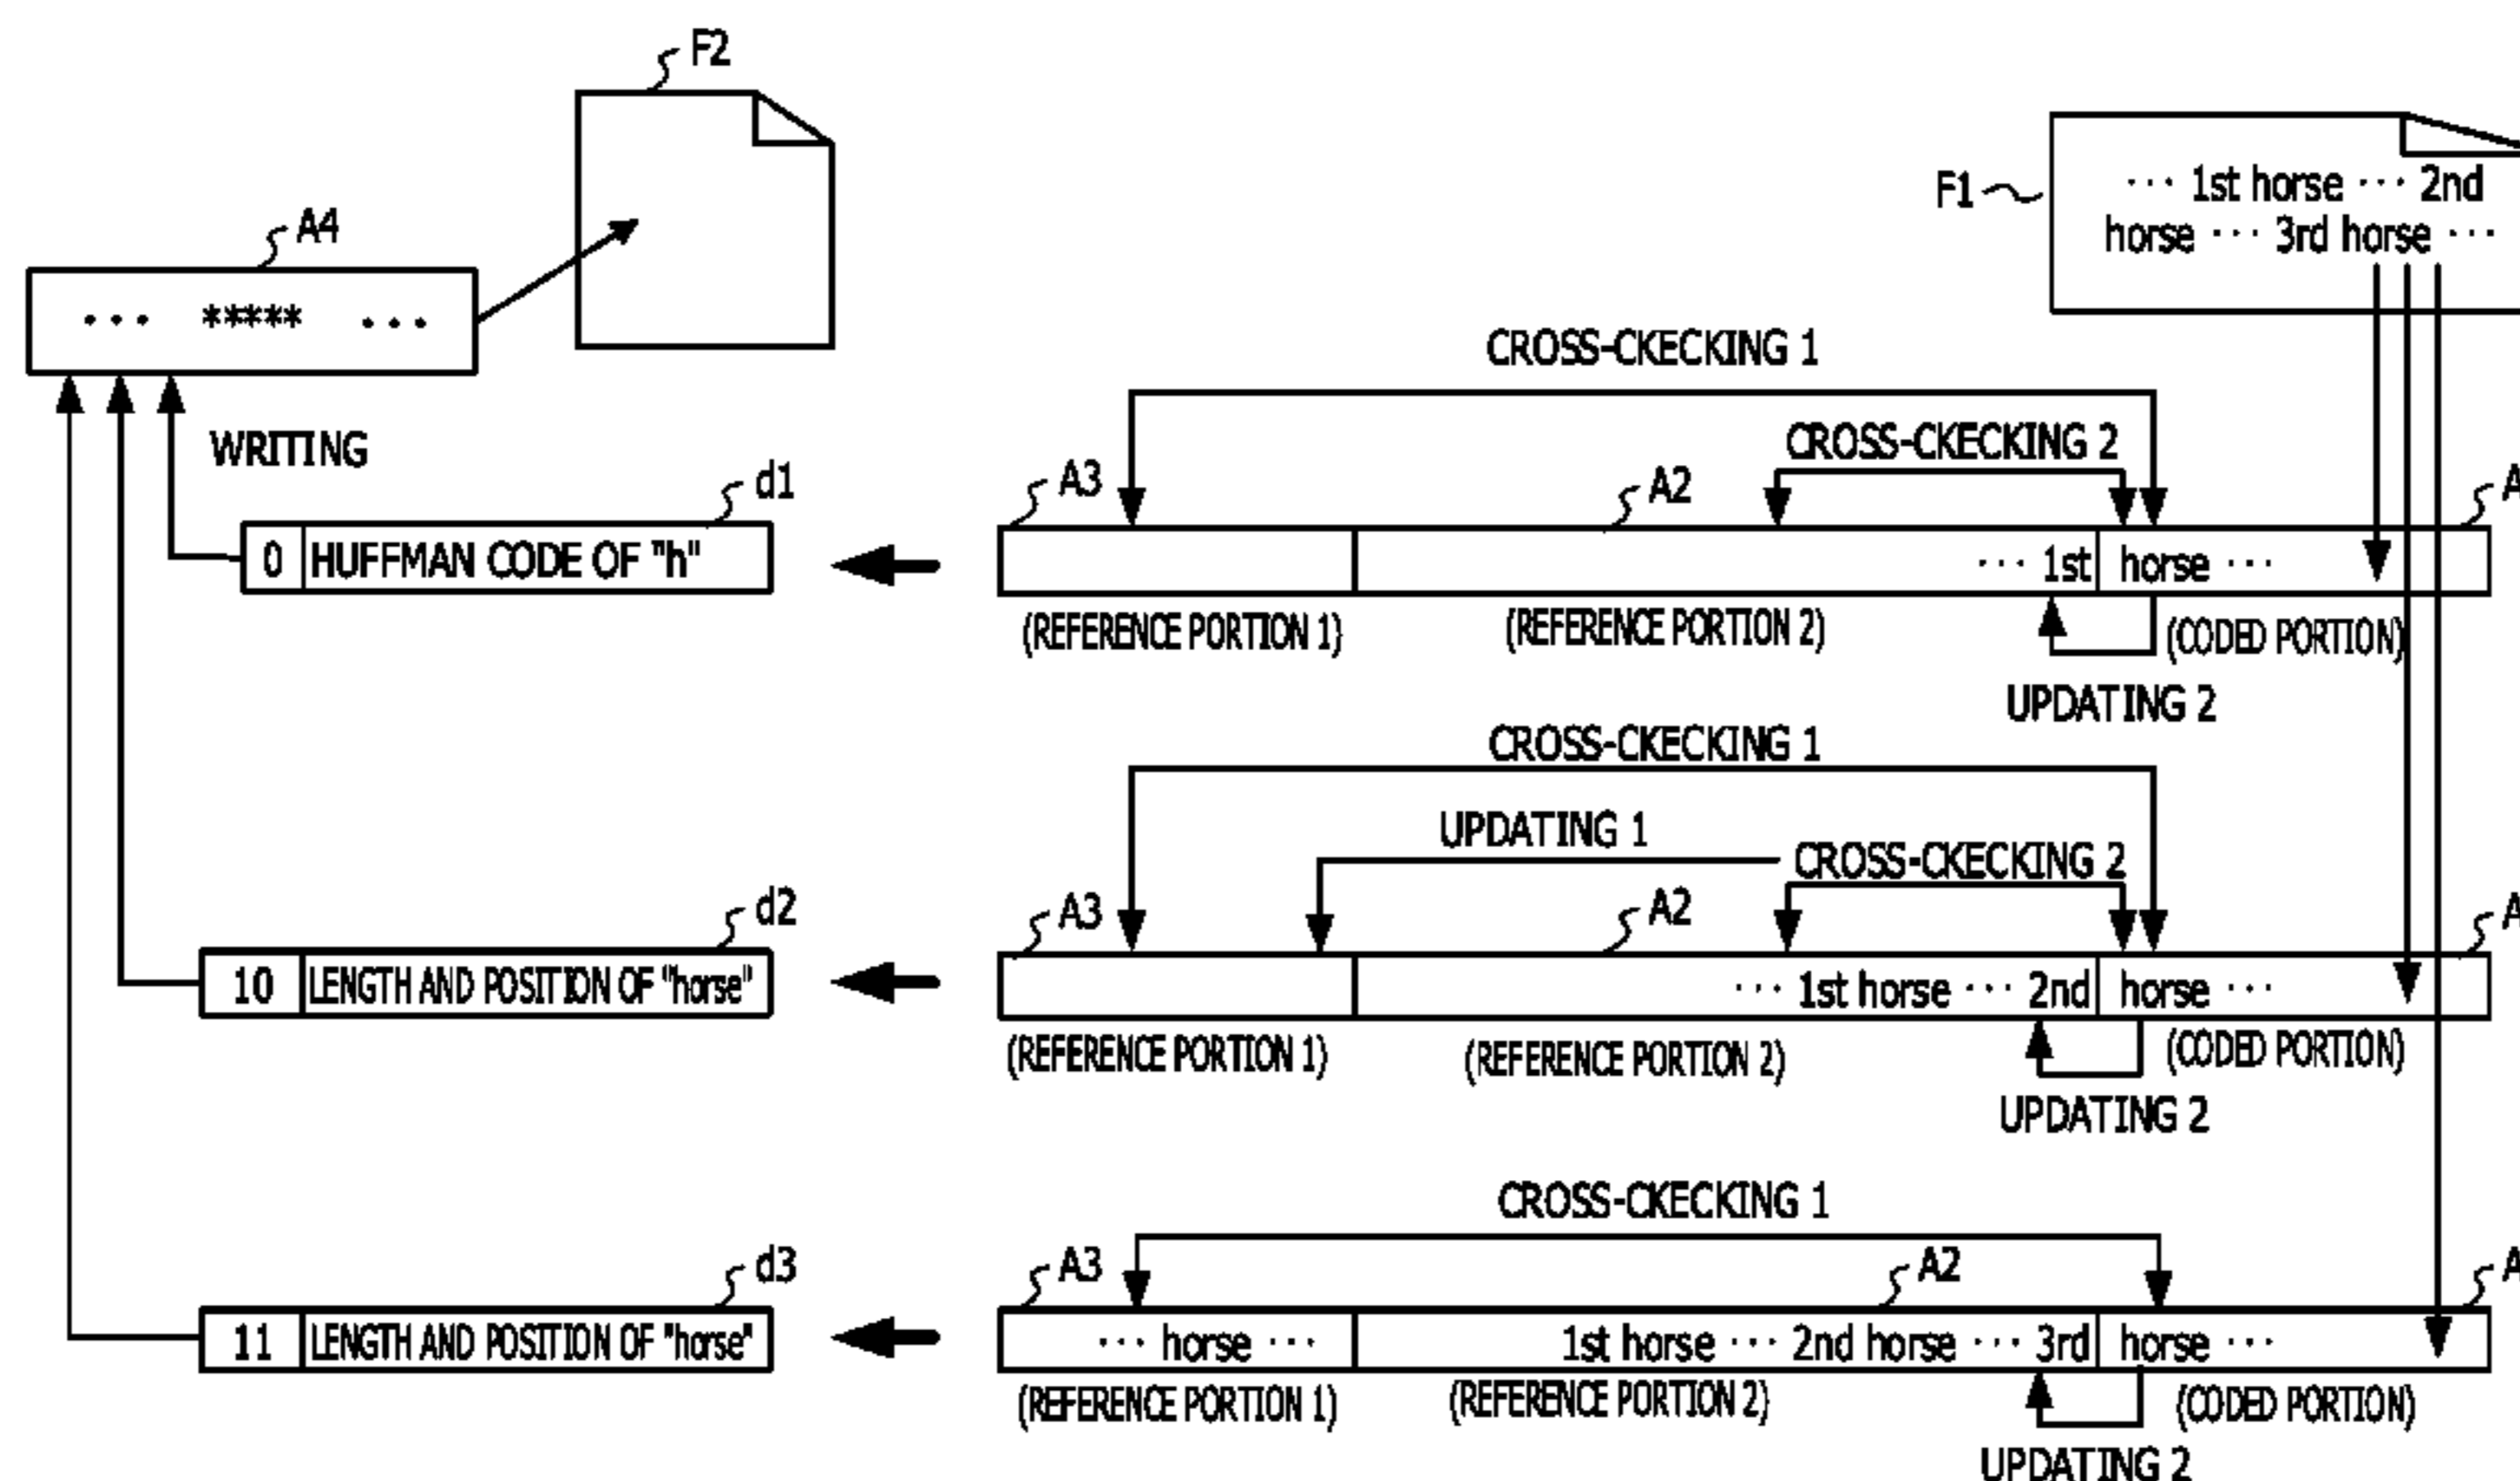 F2
F1
··· 1st horse ··· 2nd
horse ··· 3rd horse ···
A4
··· ***** ···
CROSS-CKECKING 1
WRITING
CROSS-CKECKING 2
d1
A3
A2
A
0 HUFFMAN CODE OF "h"
··· 1st horse ···
(REFERENCE PORTION 1) (REFERENCE PORTION 2) (CODED PORTION)
UPDATING 2
CROSS-CKECKING 1
UPDATING 1
CROSS-CKECKING 2
d2
A3
A2
A
10 LENGTH AND POSITION OF "horse"
··· 1st horse ··· 2nd horse ···
(REFERENCE PORTION 1) (REFERENCE PORTION 2) (CODED PORTION)
UPDATING 2
CROSS-CKECKING 1
d3
A3
A2
A
11 LENGTH AND POSITION OF "horse"
··· horse ··· 1st horse ··· 2nd horse ··· 3rd horse ···
(REFERENCE PORTION 1) (REFERENCE PORTION 2) (CODED PORTION)
UPDATING 2